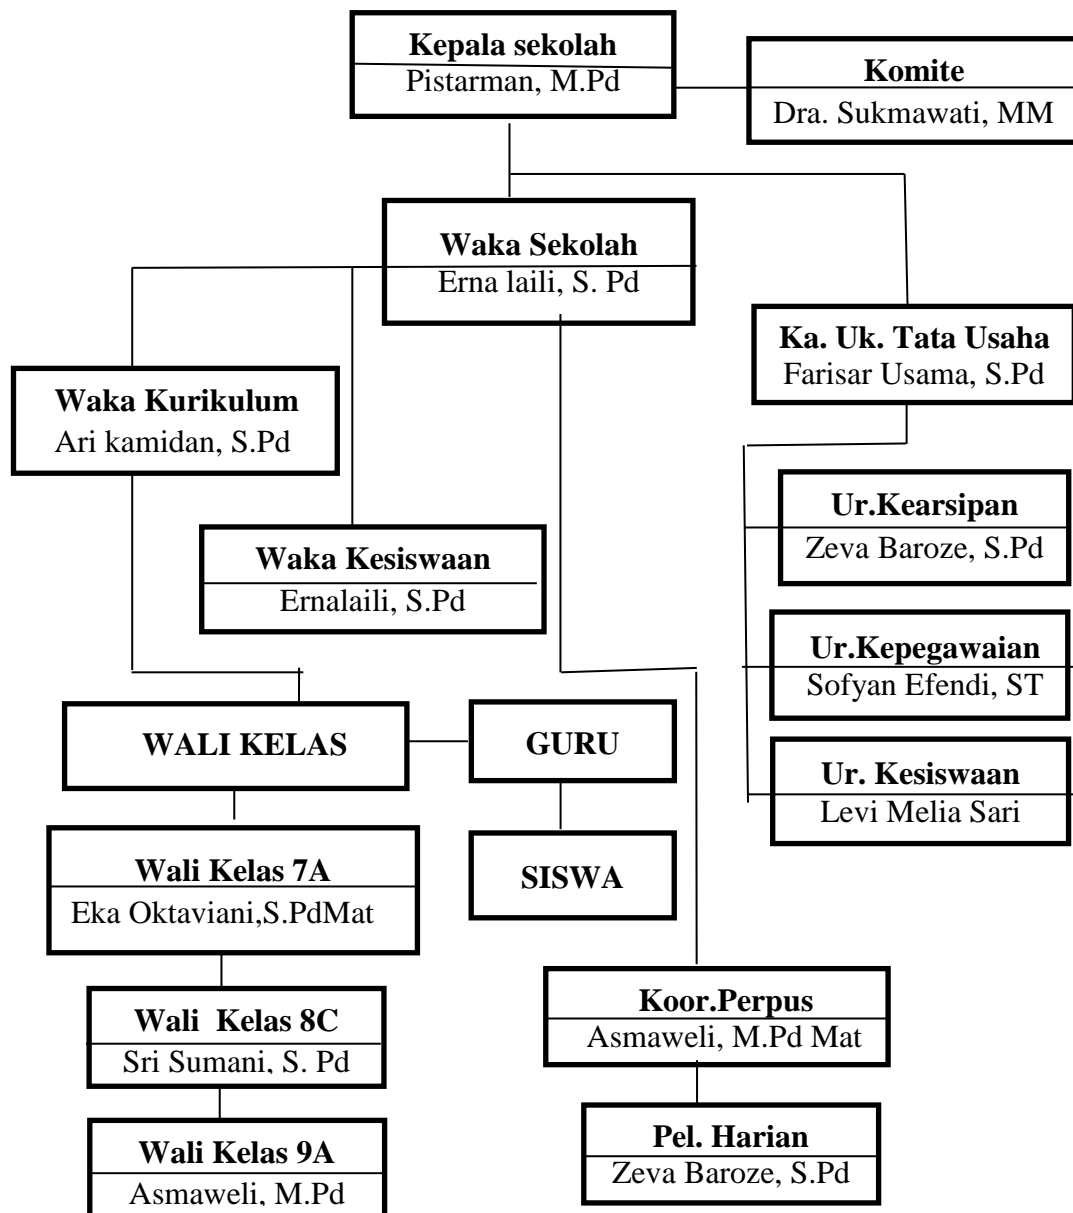 Kepala sekolah
Pistarman, M.Pd
Komite
Dra. Sukmawati, MM
Waka Sekolah
Erna laili, S. Pd
Ka. Uk. Tata Usaha
Farisar Usama, S.Pd
Waka Kurikulum
Ari kamidan, S.Pd
Ur.Kearsipan
Zeva Baroze, S.Pd
Waka Kesiswaan
Ernalaili, S.Pd
Ur.Kepegawaian
Sofyan Efendi, ST
WALI KELAS
GURU
Ur. Kesiswaan
Levi Melia Sari
Wali Kelas 7A
Eka Oktaviani,S.PdMat
SISWA
Wali Kelas 8C
Sri Sumani, S. Pd
Koor.Perpus
Asmaweli, M.Pd Mat
Wali Kelas 9A
Asmaweli, M.Pd
Pel. Harian
Zeva Baroze, S.Pd